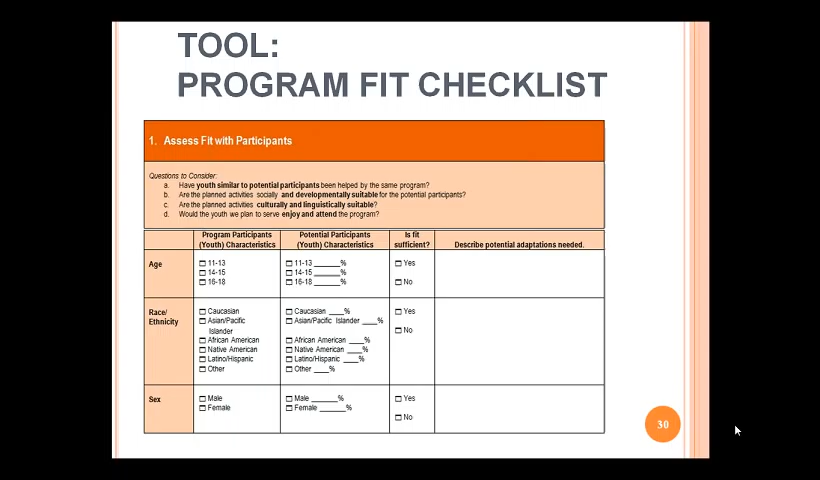 TOOL:
PROGRAM FIT CHECKLIST
1. Assess Fit with Participants
Questions to Consider:
a. Have youth similar to potential participants been helped by the same program?
b. Are the planned activities socially and developmentally suitable for the potential participants?
c. Are the planned activities culturally and linguistically suitable?
d. Would the youth we plan to serve enjoy and attend the program?
Program Participants
(Youth) Characteristics
Potential Participants
(Youth) Characteristics
Is fit
sufficient?
Describe potential adaptations needed.
Age
11-13
14-15
16-18
11-13 ______%
14-15 ______%
16-18 ______%
Yes
No
Race/
Ethnicity
Caucasian
Asian/Pacific
Islander
African American
Native American
Latino/Hispanic
Other
Caucasian ____%
Asian/Pacific Islander ____%
African American ____%
Native American ____%
Latino/Hispanic ____%
Other ____%
Yes
No
Sex
Male
Female
Male _______%
Female _______%
Yes
No
30